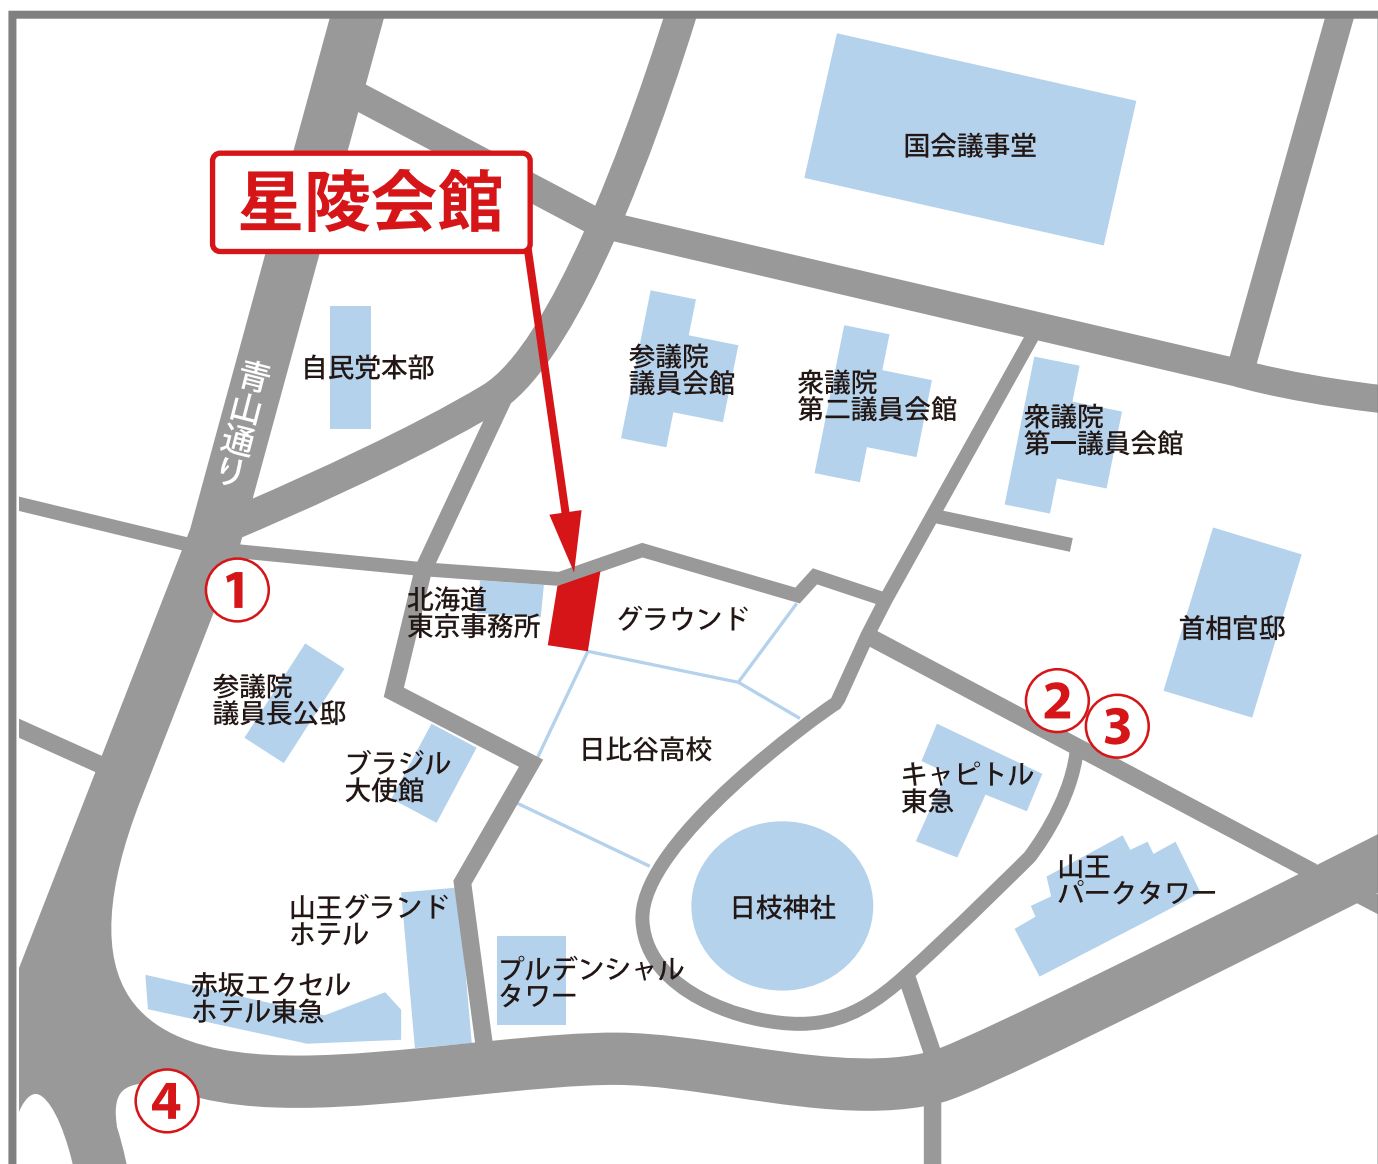 国会議事堂
星陵会館
自民党本部
青山通り
参議院
議員会館
衆議院
第二議員会館
衆議院
第一議員会館
①
北海道
東京事務所
グラウンド
首相官邸
参議院
議員長公邸
②
③
ブラジル
大使館
日比谷高校
キャピトル
東急
山王
パークタワー
山王グランド
ホテル
日枝神社
赤坂エクセル
ホテル東急
プルデンシャル
タワー
④